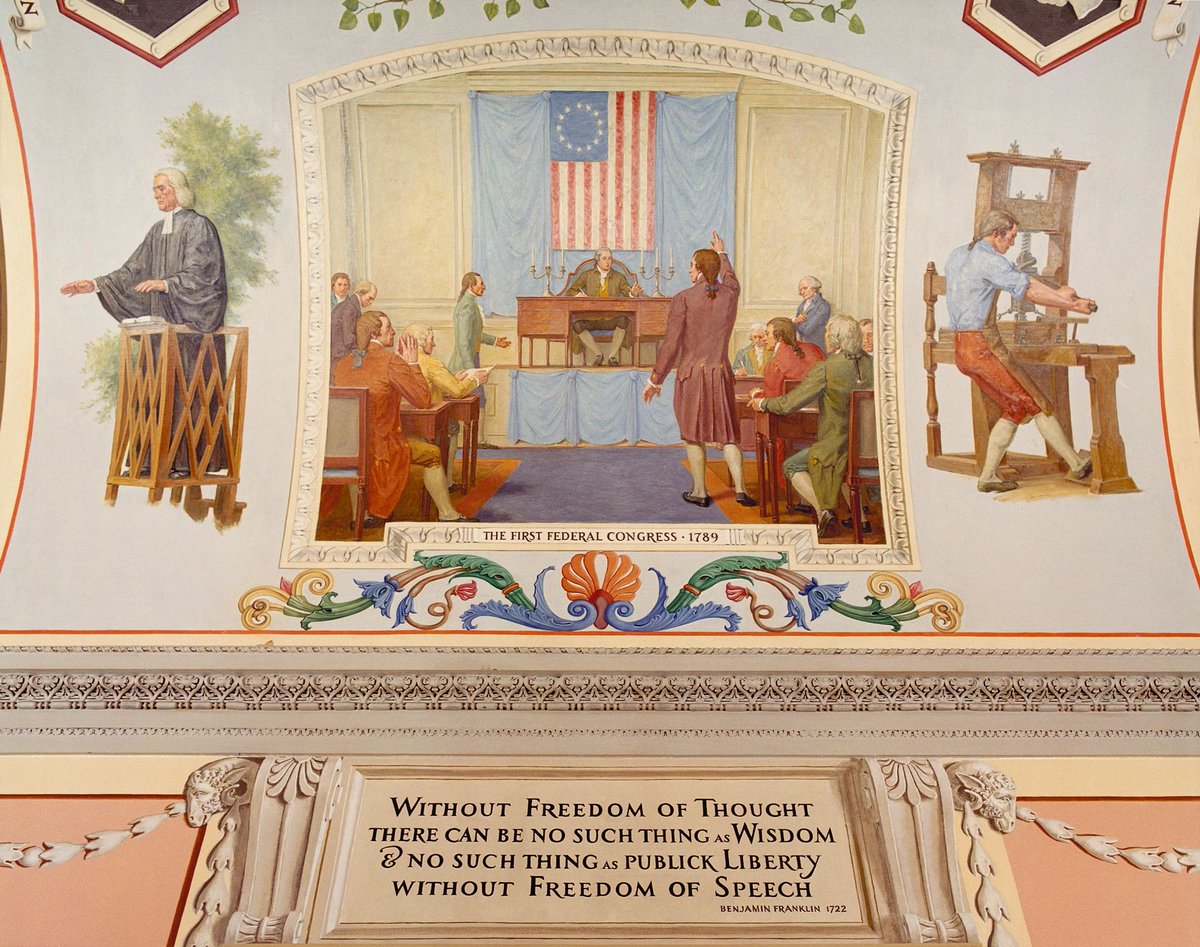 THE FIRST FEDERAL CONGRESS · 1789
WITHOUT FREEDOM OF THOUGHT
THERE CAN BE NO SUCH THING AS WISDOM
& NO SUCH THING AS PUBLICK LIBERTY
WITHOUT FREEDOM OF SPEECH
BENJAMIN FRANKLIN 1722